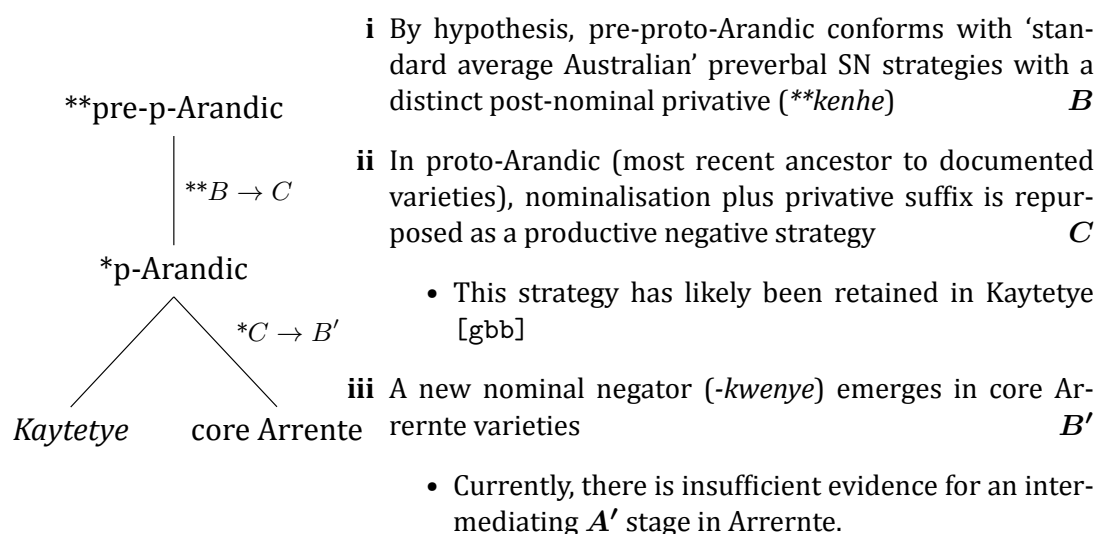 **pre-p-Arandic
**B → C
*p-Arandic
*C → B′
Kaytetye
core Arrente
i By hypothesis, pre-proto-Arandic conforms with ‘stan-
dard average Australian’ preverbal SN strategies with a
distinct post-nominal privative (**kenhe) B
ii In proto-Arandic (most recent ancestor to documented
varieties), nominalisation plus privative suffix is repur-
posed as a productive negative strategy C
• This strategy has likely been retained in Kaytetye
[gbb]
iii A new nominal negator (-kwenye) emerges in core Ar-
rernte varieties B′
• Currently, there is insufficient evidence for an inter-
mediating A′ stage in Arrernte.